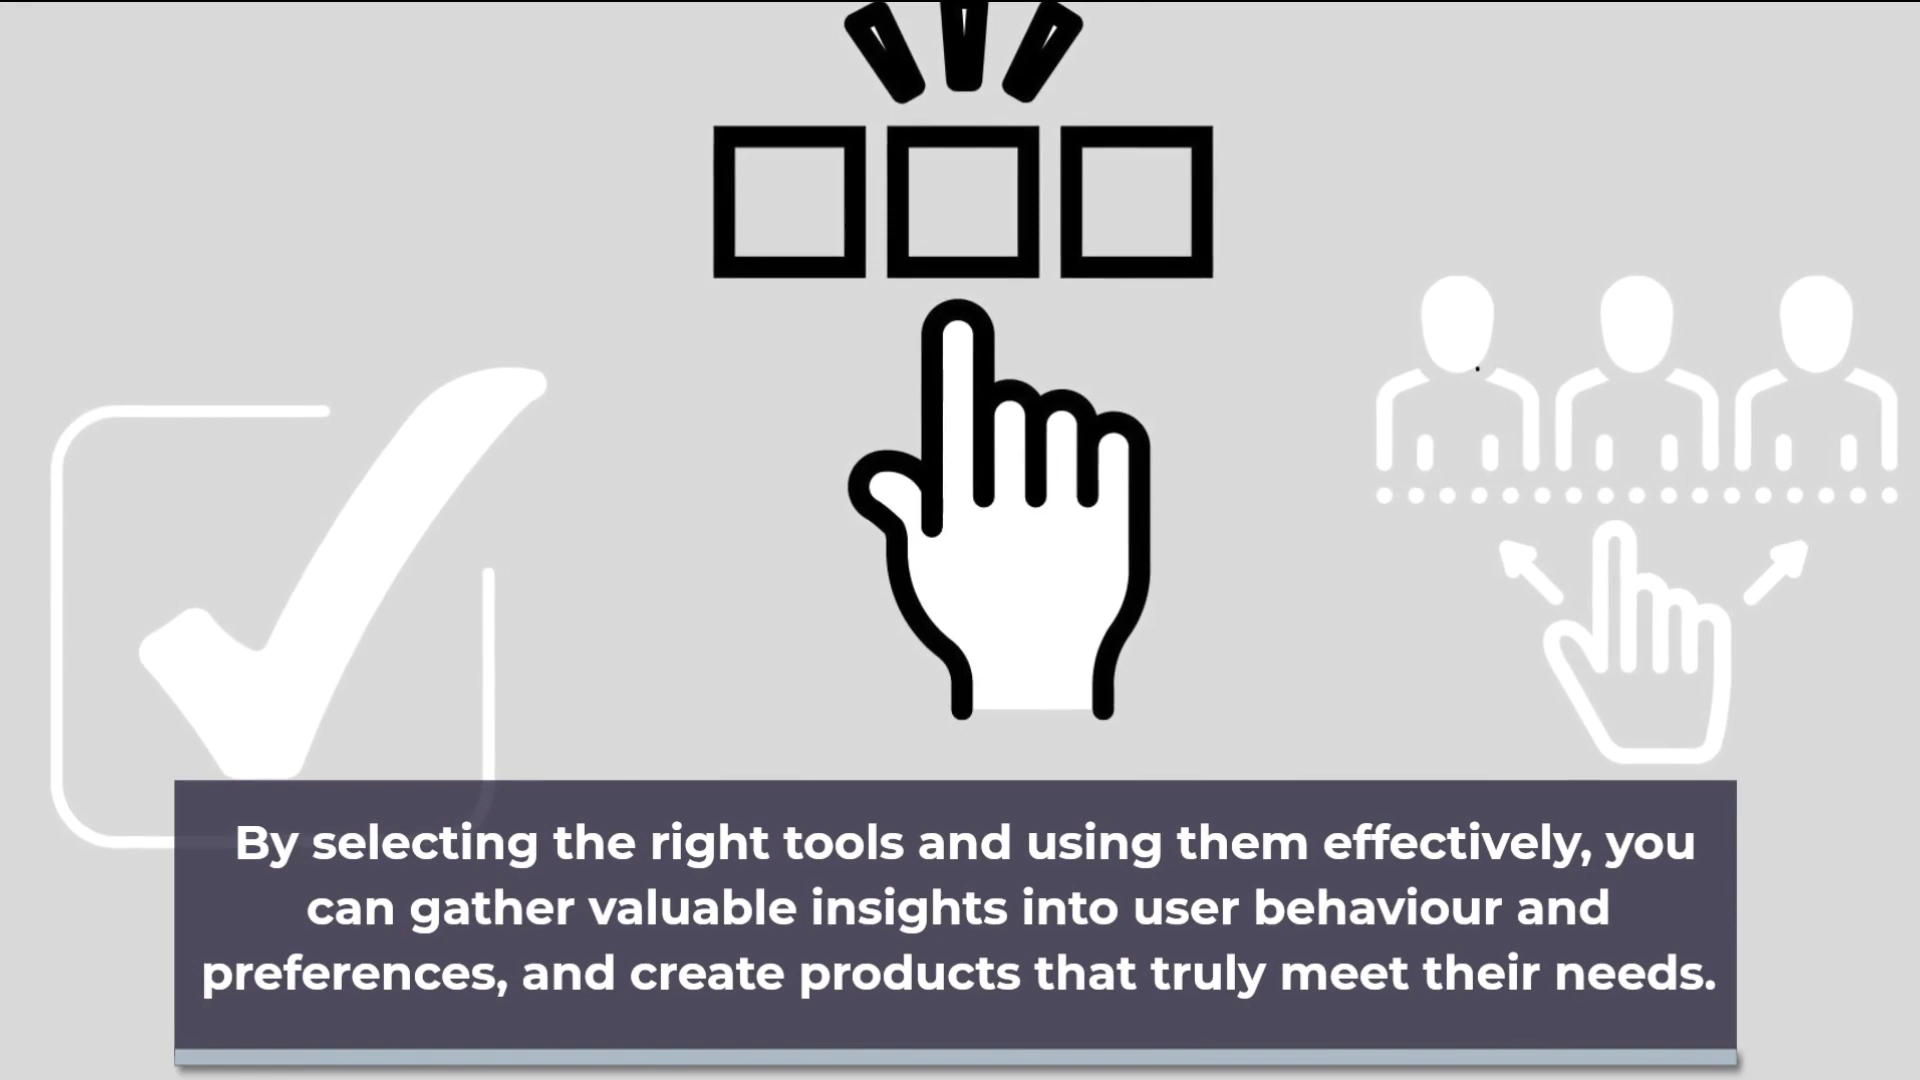 By selecting the right tools and using them effectively, you
can gather valuable insights into user behaviour and
preferences, and create products that truly meet their needs.